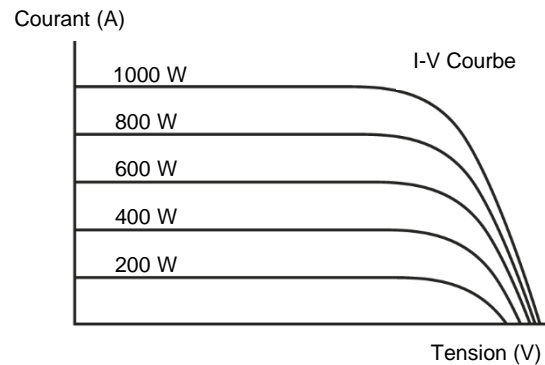 Courant (A)
I-V Courbe
1000 W
800 W
600 W
400 W
200 W
Tension (V)